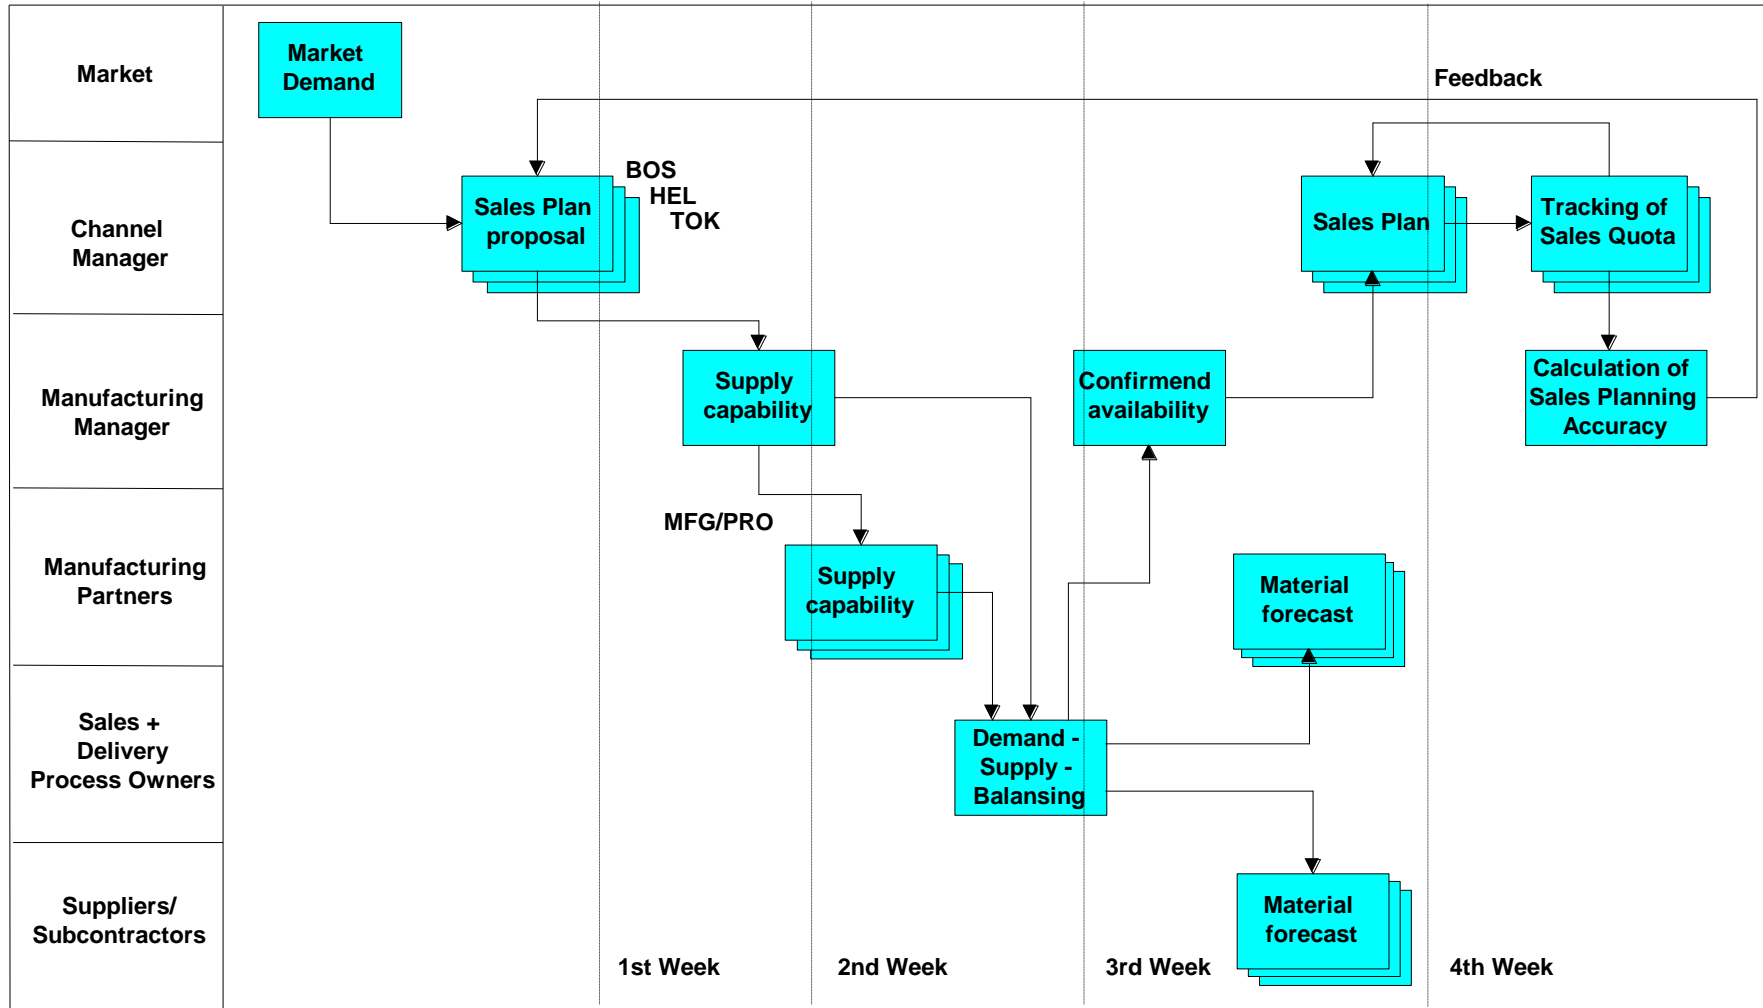 Market
Market
Demand
Feedback
Channel
Manager
Sales Plan
proposal
BOS
HEL
TOK
Sales Plan
Tracking of
Sales Quota
Manufacturing
Manager
Supply
capability
Confirmend
availability
Calculation of
Sales Planning
Accuracy
MFG/PRO
Manufacturing
Partners
Supply
capability
Material
forecast
Sales +
Delivery
Process Owners
Demand -
Supply -
Balansing
Suppliers/
Subcontractors
Material
forecast
1st Week
2nd Week
3rd Week
4th Week